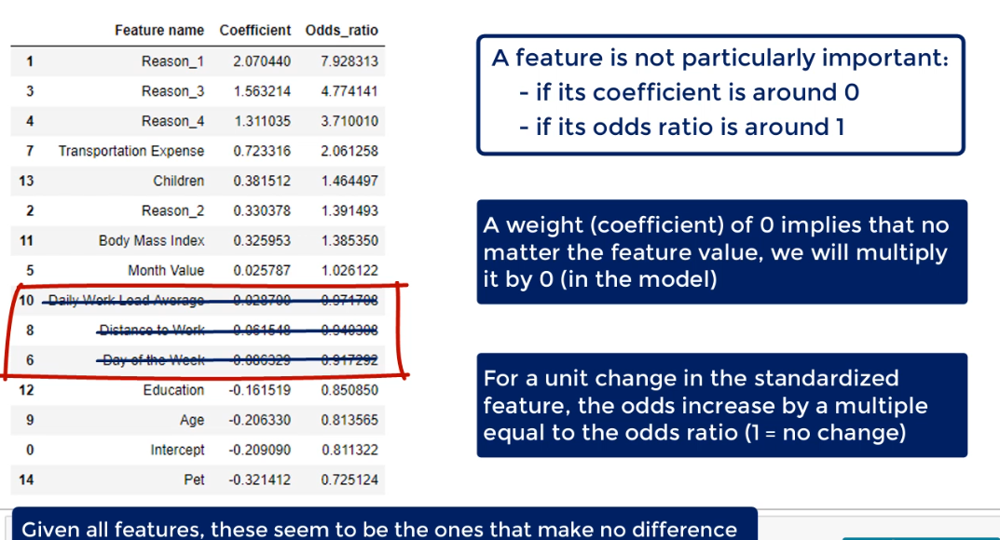 Feature name Coefficient Odds_ratio
1 Reason_1 2.070440 7.928313
3 Reason_3 1.563214 4.774141
4 Reason_4 1.311035 3.710010
7 Transportation Expense 0.723316 2.061258
13 Children 0.381512 1.464497
2 Reason_2 0.330378 1.391493
11 Body Mass Index 0.325953 1.385350
5 Month Value 0.025787 1.026122
10 Daily Work Load Average -0.028700 0.971708
8 Distance to Work -0.061548 0.940308
6 Day of the Week -0.086329 0.917292
12 Education -0.161519 0.850850
9 Age -0.206330 0.813565
0 Intercept -0.209090 0.811322
14 Pet -0.321412 0.725124
A feature is not particularly important:
- if its coefficient is around 0
- if its odds ratio is around 1
A weight (coefficient) of 0 implies that no
matter the feature value, we will multiply
it by 0 (in the model)
For a unit change in the standardized
feature, the odds increase by a multiple
equal to the odds ratio (1 = no change)
Given all features, these seem to be the ones that make no difference